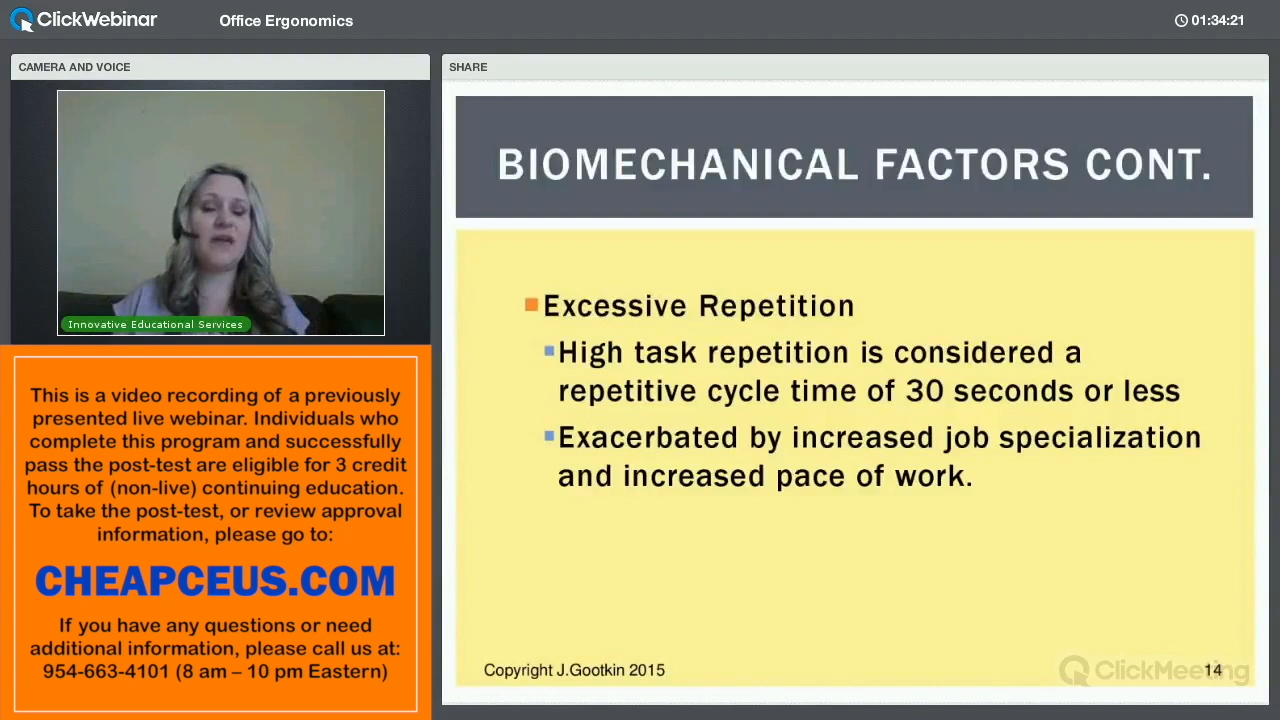 ClickWebinar
Office Ergonomics
01:34:21
CAMERA AND VOICE
Innovative Educational Services
This is a video recording of a previously
presented live webinar. Individuals who
complete this program and successfully
pass the post-test are eligible for 3 credit
hours of (non-live) continuing education.
To take the post-test, or review approval
information, please go to:
CHEAPCEUS.COM
If you have any questions or need
additional information, please call us at:
954-663-4101 (8 am – 10 pm Eastern)
SHARE
BIOMECHANICAL FACTORS CONT.
Excessive Repetition
High task repetition is considered a
repetitive cycle time of 30 seconds or less
Exacerbated by increased job specialization
and increased pace of work.
Copyright J.Gootkin 2015
ClickMeeting
14